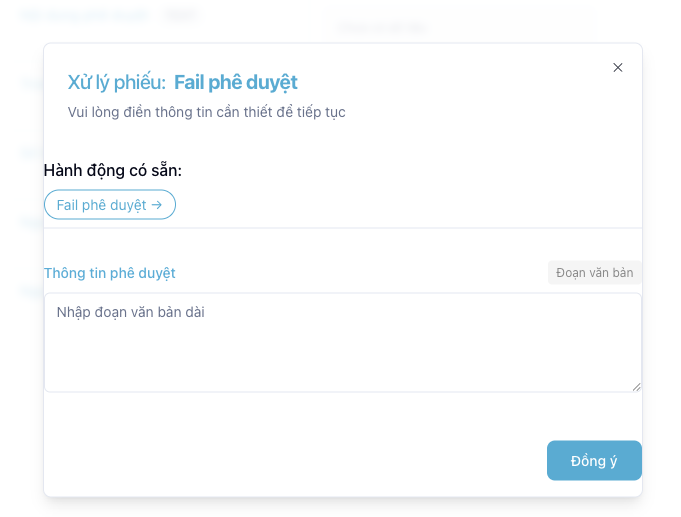 Xử lý phiếu: Fail phê duyệt
Vui lòng điền thông tin cần thiết để tiếp tục
Hành động có sẵn:
Fail phê duyệt →
Thông tin phê duyệt
Đoạn văn bản
Nhập đoạn văn bản dài
Đồng ý